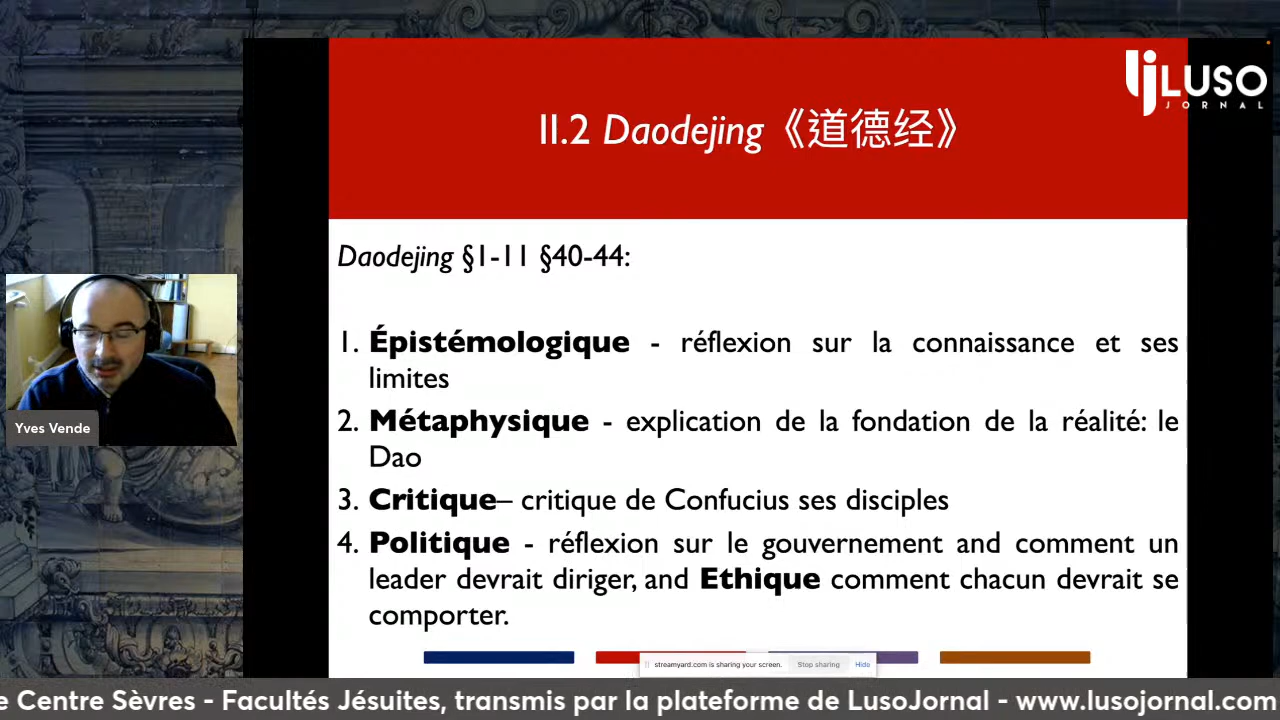 LUSO
JORNAL
II.2 Daodejing《道德经》
Daodejing §1-11 §40-44:
1. Épistémologique - réflexion sur la connaissance et ses
limites
2. Métaphysique - explication de la fondation de la réalité: le
Dao
3. Critique– critique de Confucius ses disciples
4. Politique - réflexion sur le gouvernement and comment un
leader devrait diriger, and Ethique comment chacun devrait se
comporter.
Yves Vende
streamyard.com is sharing your screen. Stop sharing Hide
e Centre Sèvres - Facultés Jésuites, transmis par la plateforme de LusoJornal - www.lusojornal.com